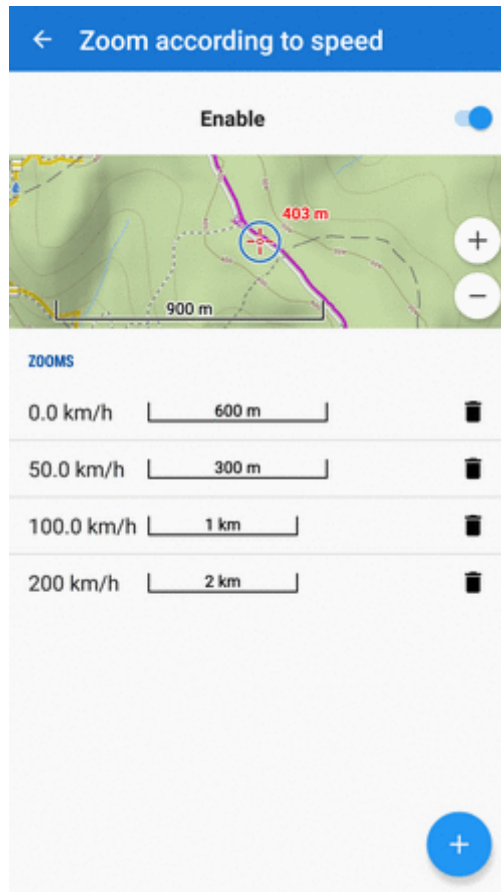 Zoom according to speed
Enable
403 m
900 m
ZOOMS
0.0 km/h 600 m
50.0 km/h 300 m
100.0 km/h 1 km
200 km/h 2 km